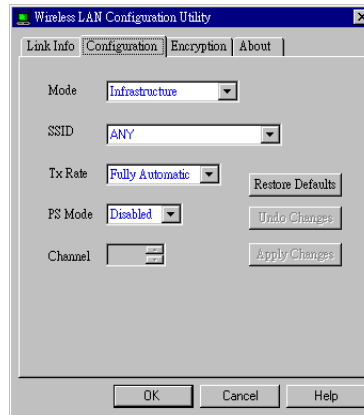 Wireless LAN Configuration Utility
Link Info Configuration Encryption About
Mode Infrastructure
SSID ANY
Tx Rate Fully Automatic
Restore Defaults
PS Mode Disabled
Undo Changes
Channel
Apply Changes
OK Cancel Help